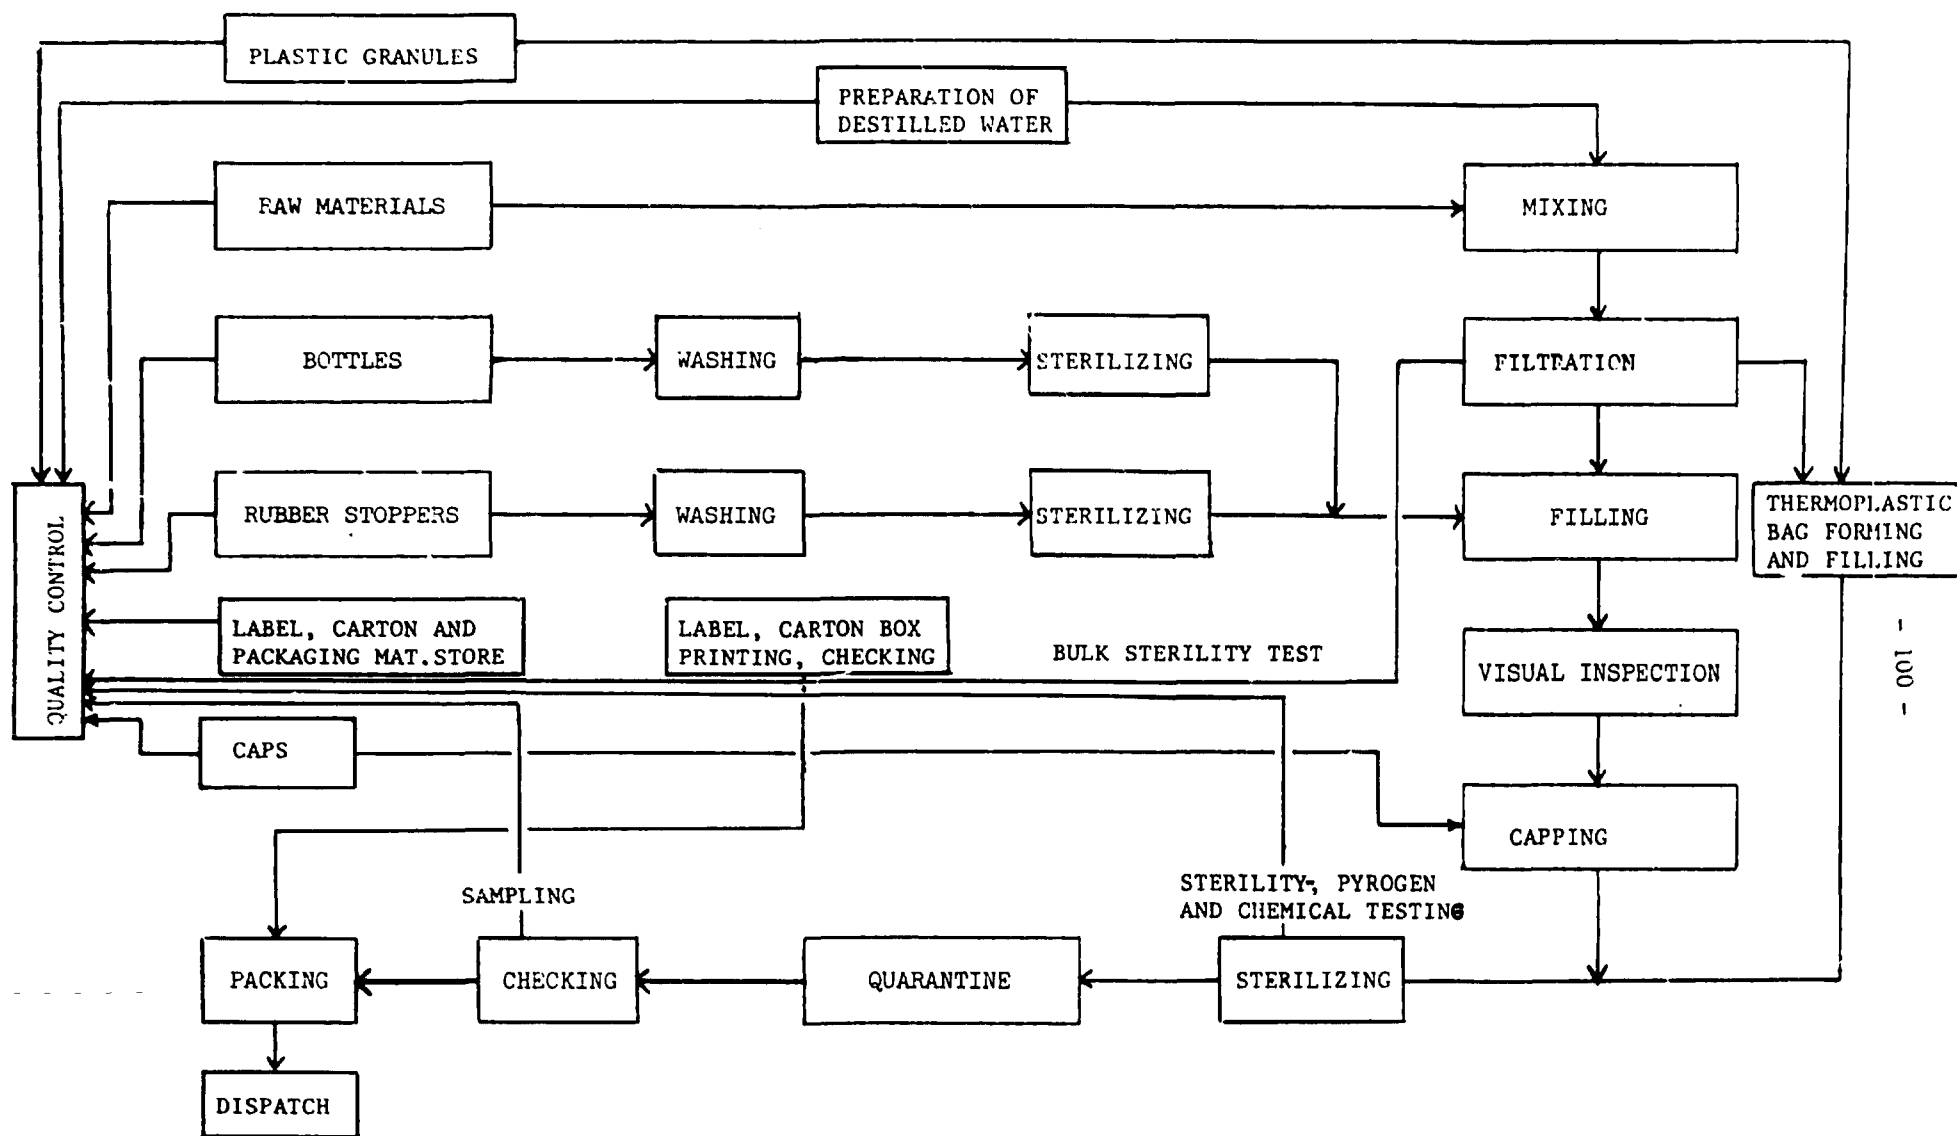 PLASTIC GRANULES
PREPARATION OF
DESTILLED WATER
RAW MATERIALS
MIXING
BOTTLES
WASHING
STERILIZING
FILTRATION
RUBBER STOPPERS
WASHING
STERILIZING
FILLING
THERMOPLASTIC
BAG FORMING
AND FILLING
QUALITY CONTROL
LABEL, CARTON AND
PACKAGING MAT.STORE
LABEL, CARTON BOX
PRINTING, CHECKING
BULK STERILITY TEST
VISUAL INSPECTION
- 100 -
CAPS
CAPPING
SAMPLING
STERILITY-, PYROGEN
AND CHEMICAL TESTING
PACKING
CHECKING
QUARANTINE
STERILIZING
DISPATCH